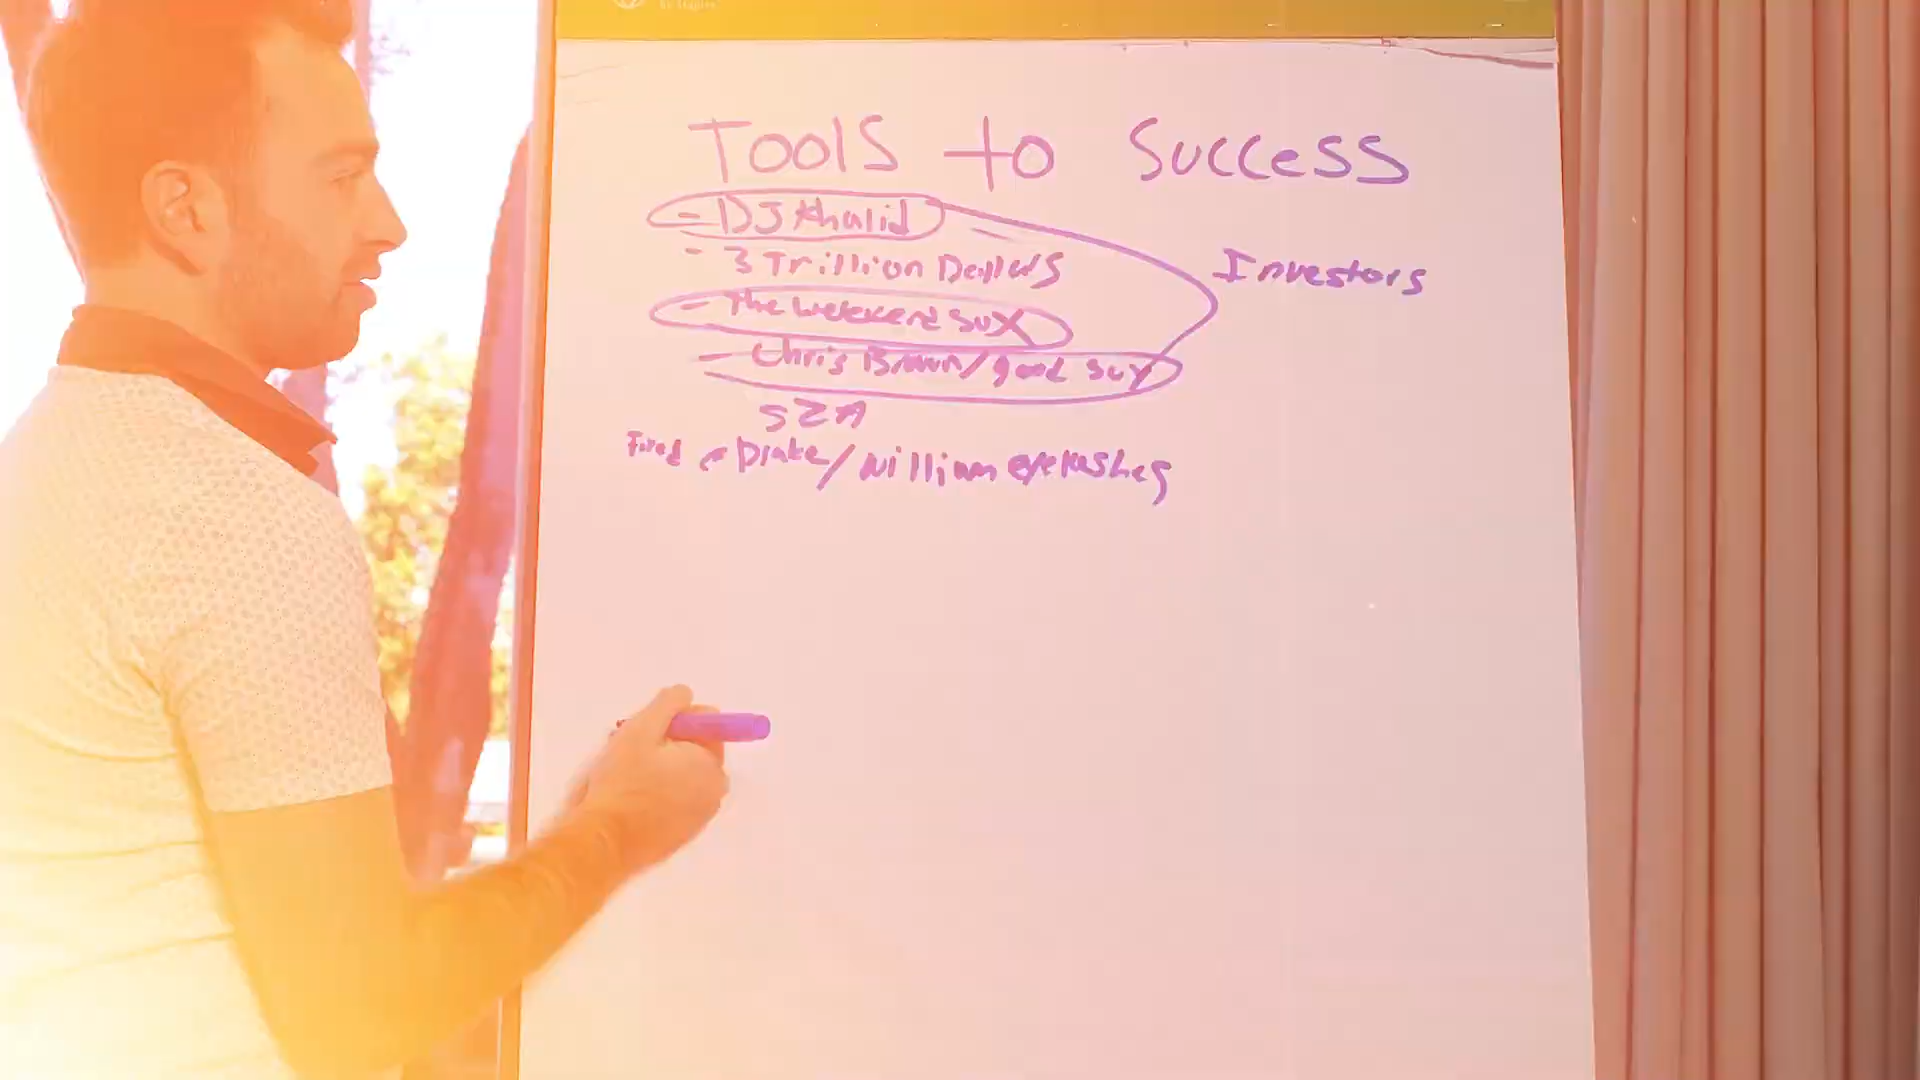 Tools to Success
- DJ Khalid
Investors
- 3 Trillion Dollars
- The Weekend sux
- Chris Brown/good guy
SZA
Fired Drake/William eyelashes